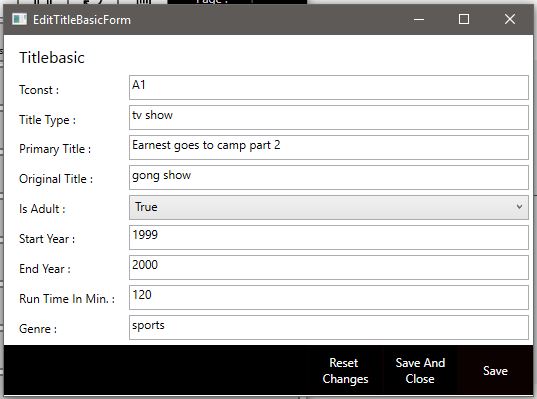 Page :
EditTitleBasicForm
Titlebasic
Tconst : A1
Title Type : tv show
Primary Title : Earnest goes to camp part 2
Original Title : gong show
Is Adult : True
Start Year : 1999
End Year : 2000
Run Time In Min. : 120
Genre : sports
Reset Changes
Save And Close
Save